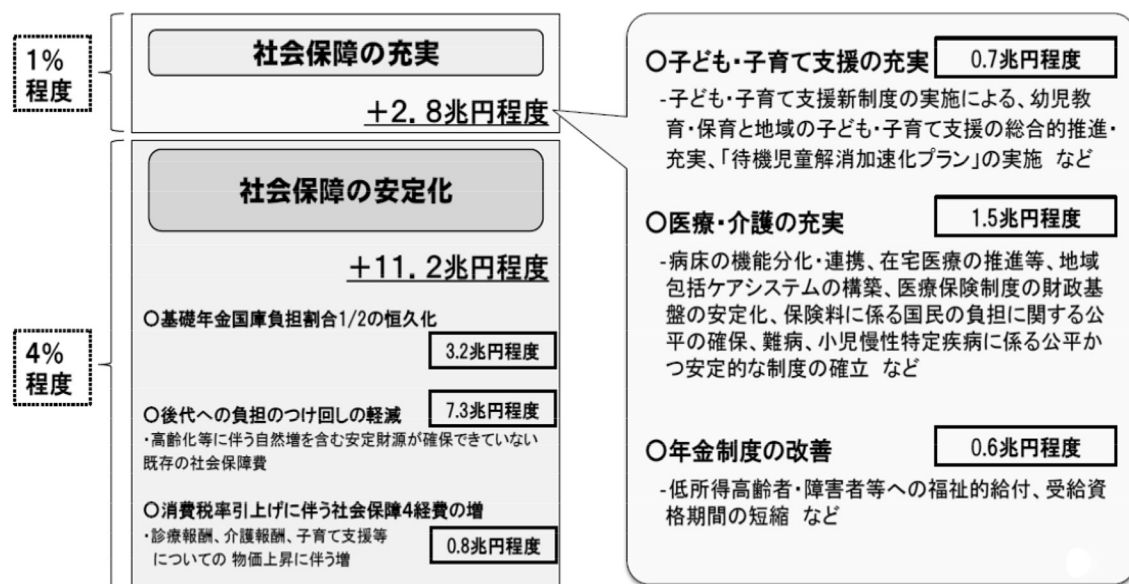 1%
程度
社会保障の充実
+2.8兆円程度
4%
程度
社会保障の安定化
+11.2兆円程度
〇基礎年金国庫負担割合1/2の恒久化
3.2兆円程度
〇後代への負担のつけ回しの軽減
7.3兆円程度
・高齢化等に伴う自然増を含む安定財源が確保できていない
既存の社会保障費
〇消費税率引上げに伴う社会保障4経費の増
・診療報酬、介護報酬、子育て支援等
についての 物価上昇に伴う増
0.8兆円程度
〇子ども・子育て支援の充実
0.7兆円程度
-子ども・子育て支援新制度の実施による、幼児教
育・保育と地域の子ども・子育て支援の総合的推進・
充実、「待機児童解消加速化プラン」の実施 など
〇医療・介護の充実
1.5兆円程度
-病床の機能分化・連携、在宅医療の推進等、地域
包括ケアシステムの構築、医療保険制度の財政基
盤の安定化、保険料に係る国民の負担に関する公
平の確保、難病、小児慢性特定疾病に係る公平か
つ安定的な制度の確立 など
〇年金制度の改善
0.6兆円程度
-低所得高齢者・障害者等への福祉的給付、受給資
格期間の短縮 など